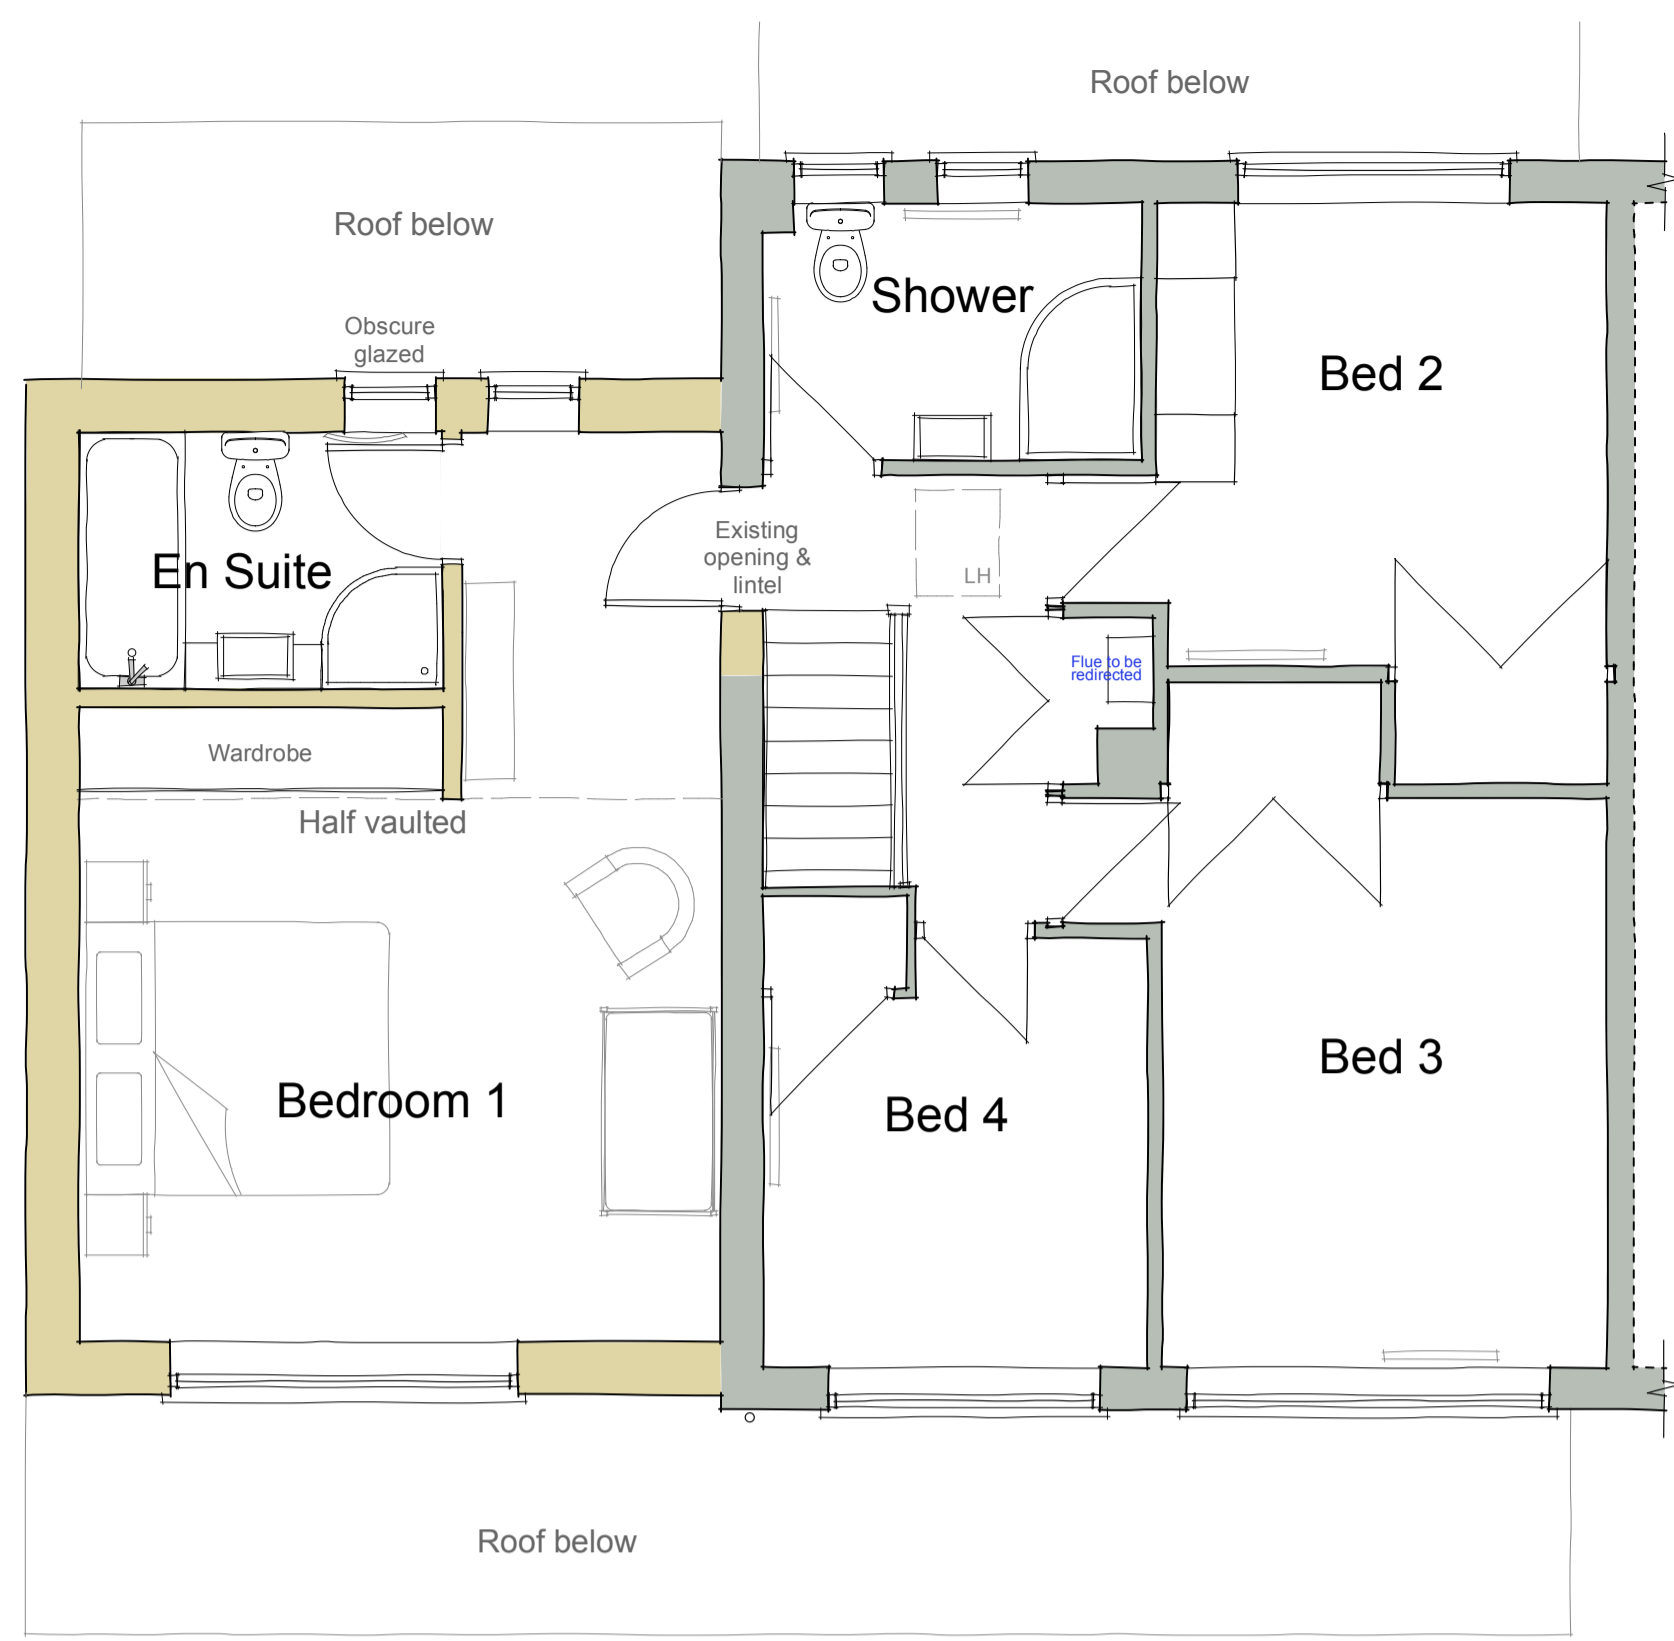 Roof below
Roof below
Obscure
glazed
Shower
Bed 2
Existing
opening &
lintel
En Suite
LH
Flue to be
redirected
Wardrobe
Half vaulted
Bedroom 1
Bed 4
Bed 3
Roof below